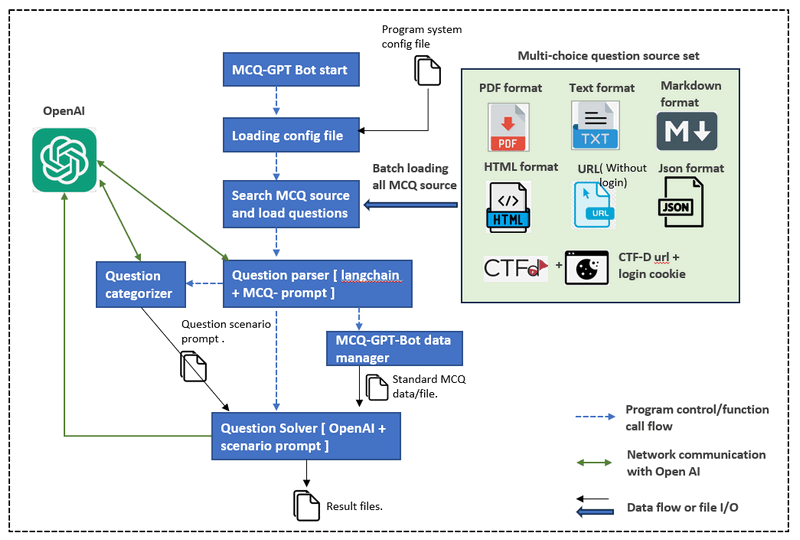 Program system
config file
MCQ-GPT Bot start
Multi-choice question source set
PDF format
Text format
Markdown
format
OpenAI
PDF
TXT
M
Loading config file
HTML format
URL( Without
login)
Json format
Batch loading
all MCQ source
Search MCQ source
and load questions
</>
HTML
URL
JSON
Question
categorizer
Question parser [ langchain
+ MCQ- prompt ]
CTFd
+
CTF-D url +
login cookie
Question scenario
prompt .
MCQ-GPT-Bot data
manager
Standard MCQ
data/file.
Question Solver [ OpenAI +
scenario prompt ]
Program control/function
call flow
Network communication
with Open AI
Result files.
Data flow or file I/O